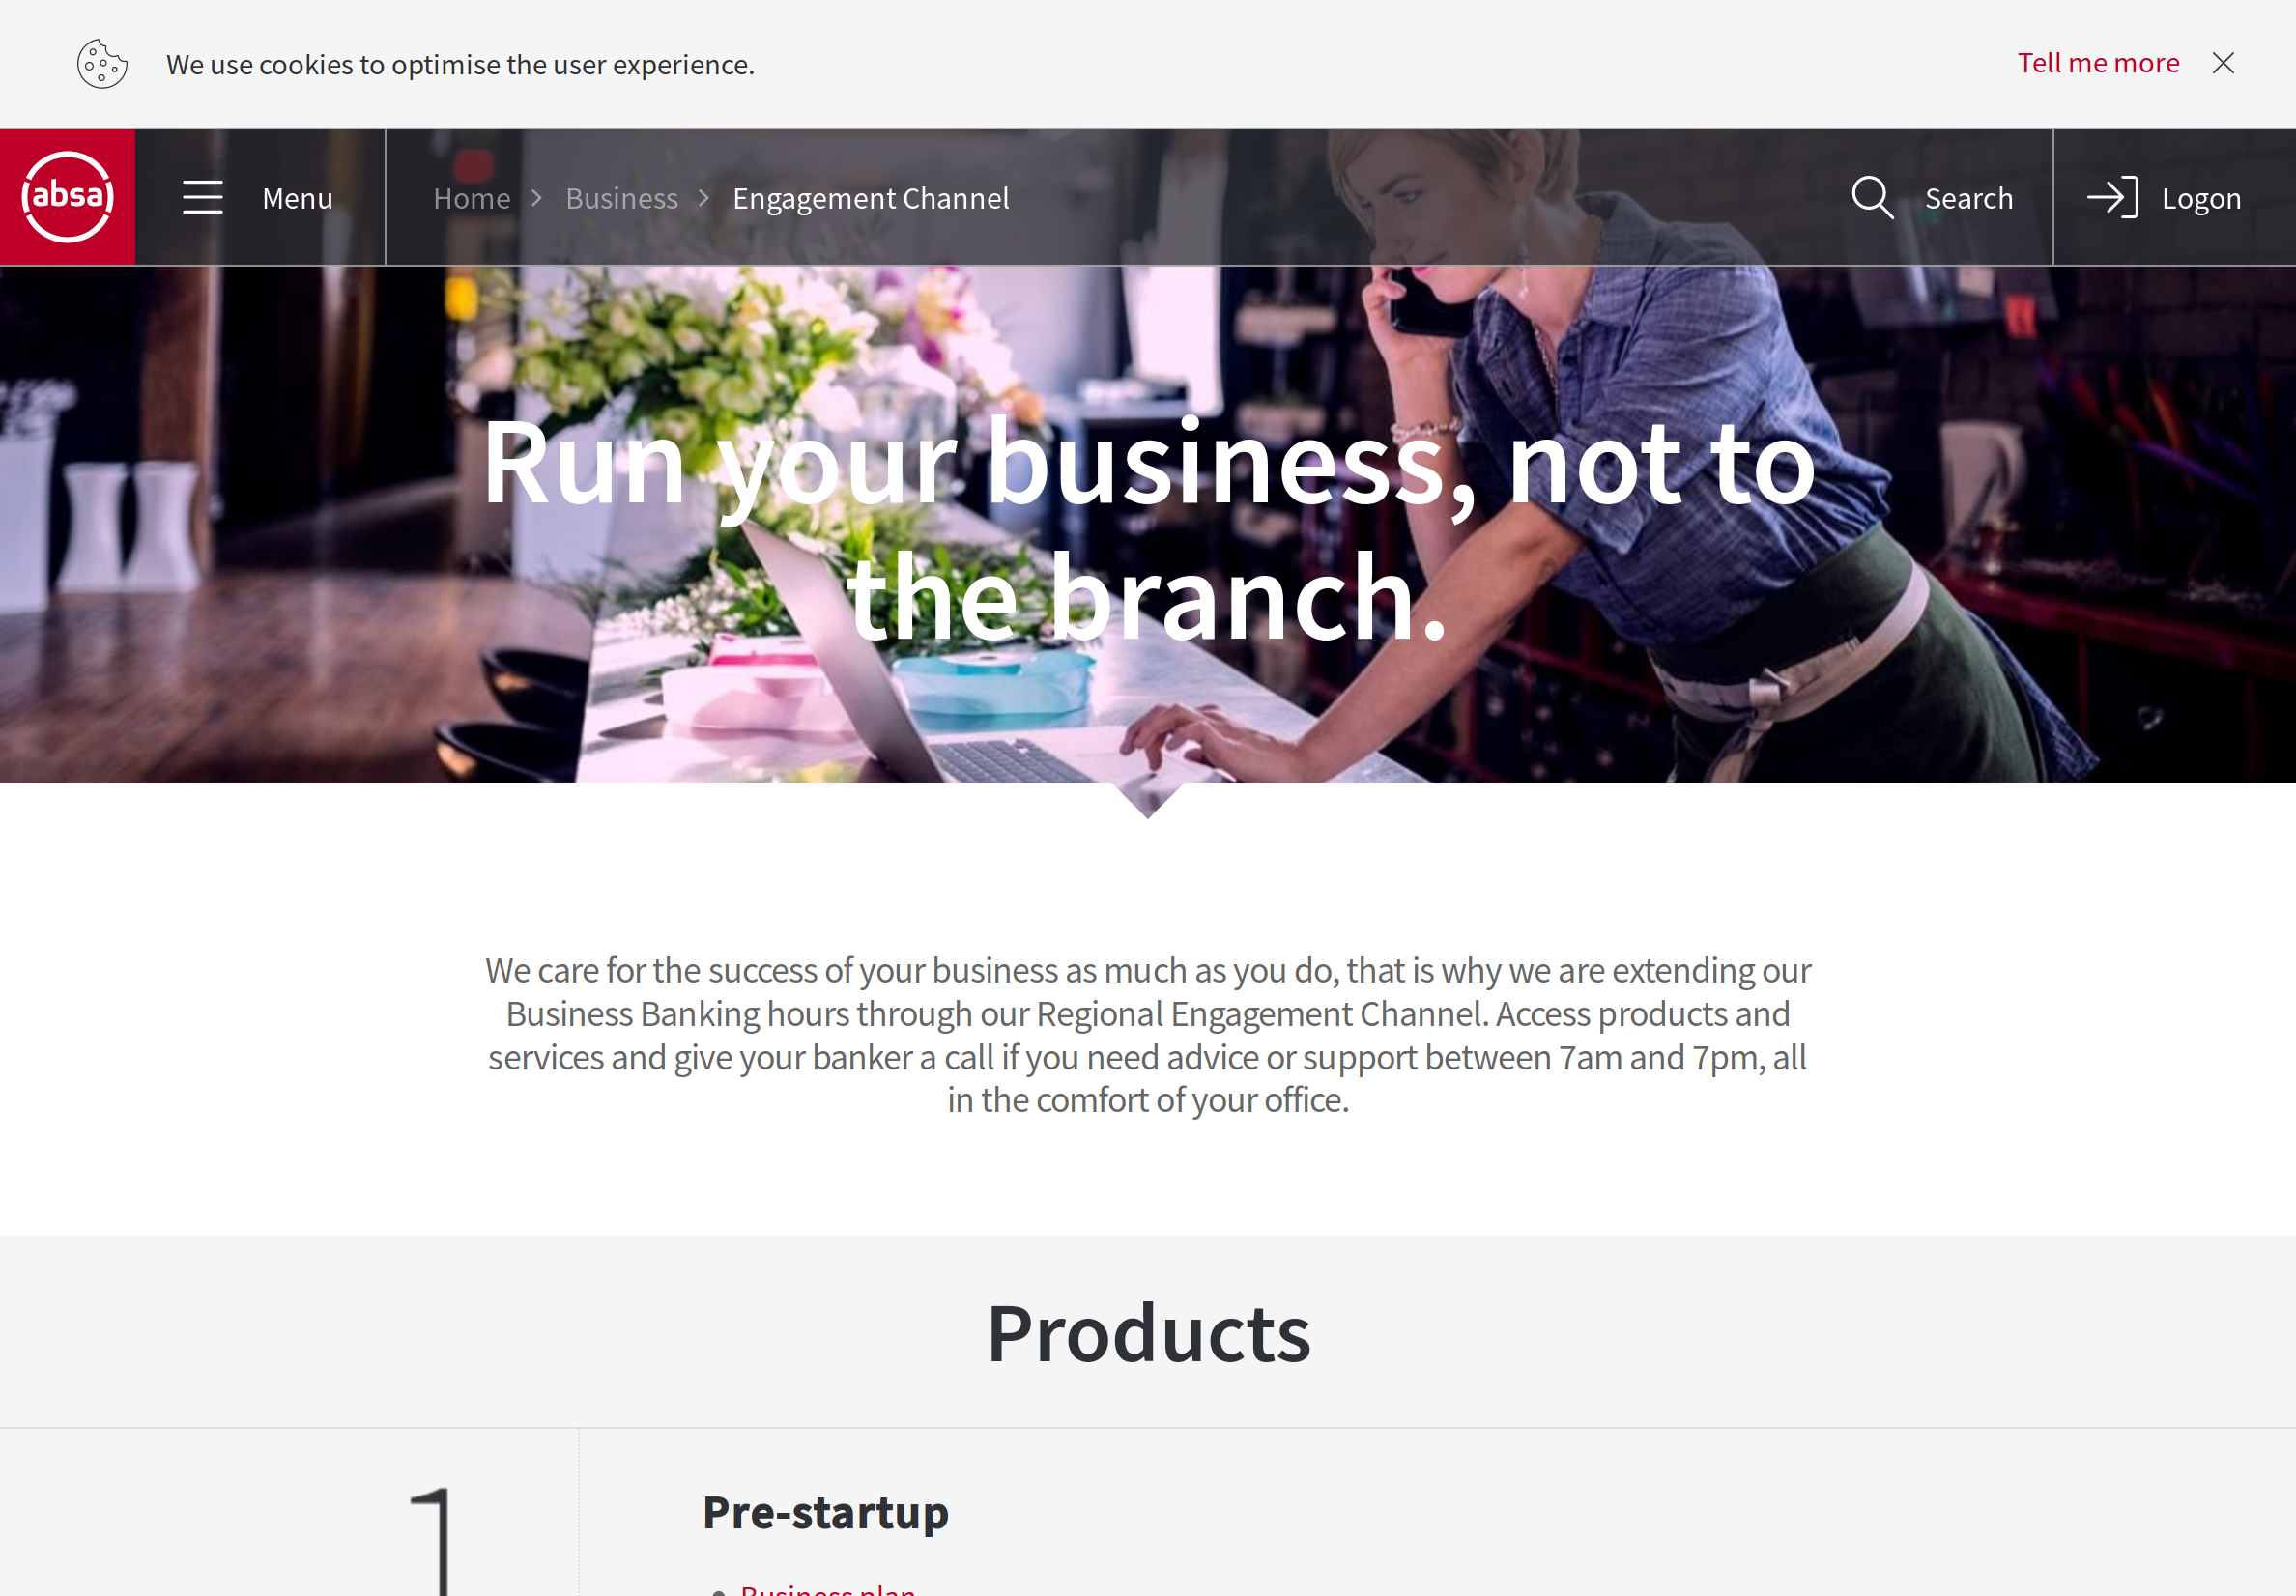 We use cookies to optimise the user experience.
Tell me more
absa
Menu
Home
Business
Engagement Channel
Search
Logon
Run your business, not to
the branch.
We care for the success of your business as much as you do, that is why we are extending our
Business Banking hours through our Regional Engagement Channel. Access products and
services and give your banker a call if you need advice or support between 7am and 7pm, all
in the comfort of your office.
Products
1
Pre-startup
Business plan